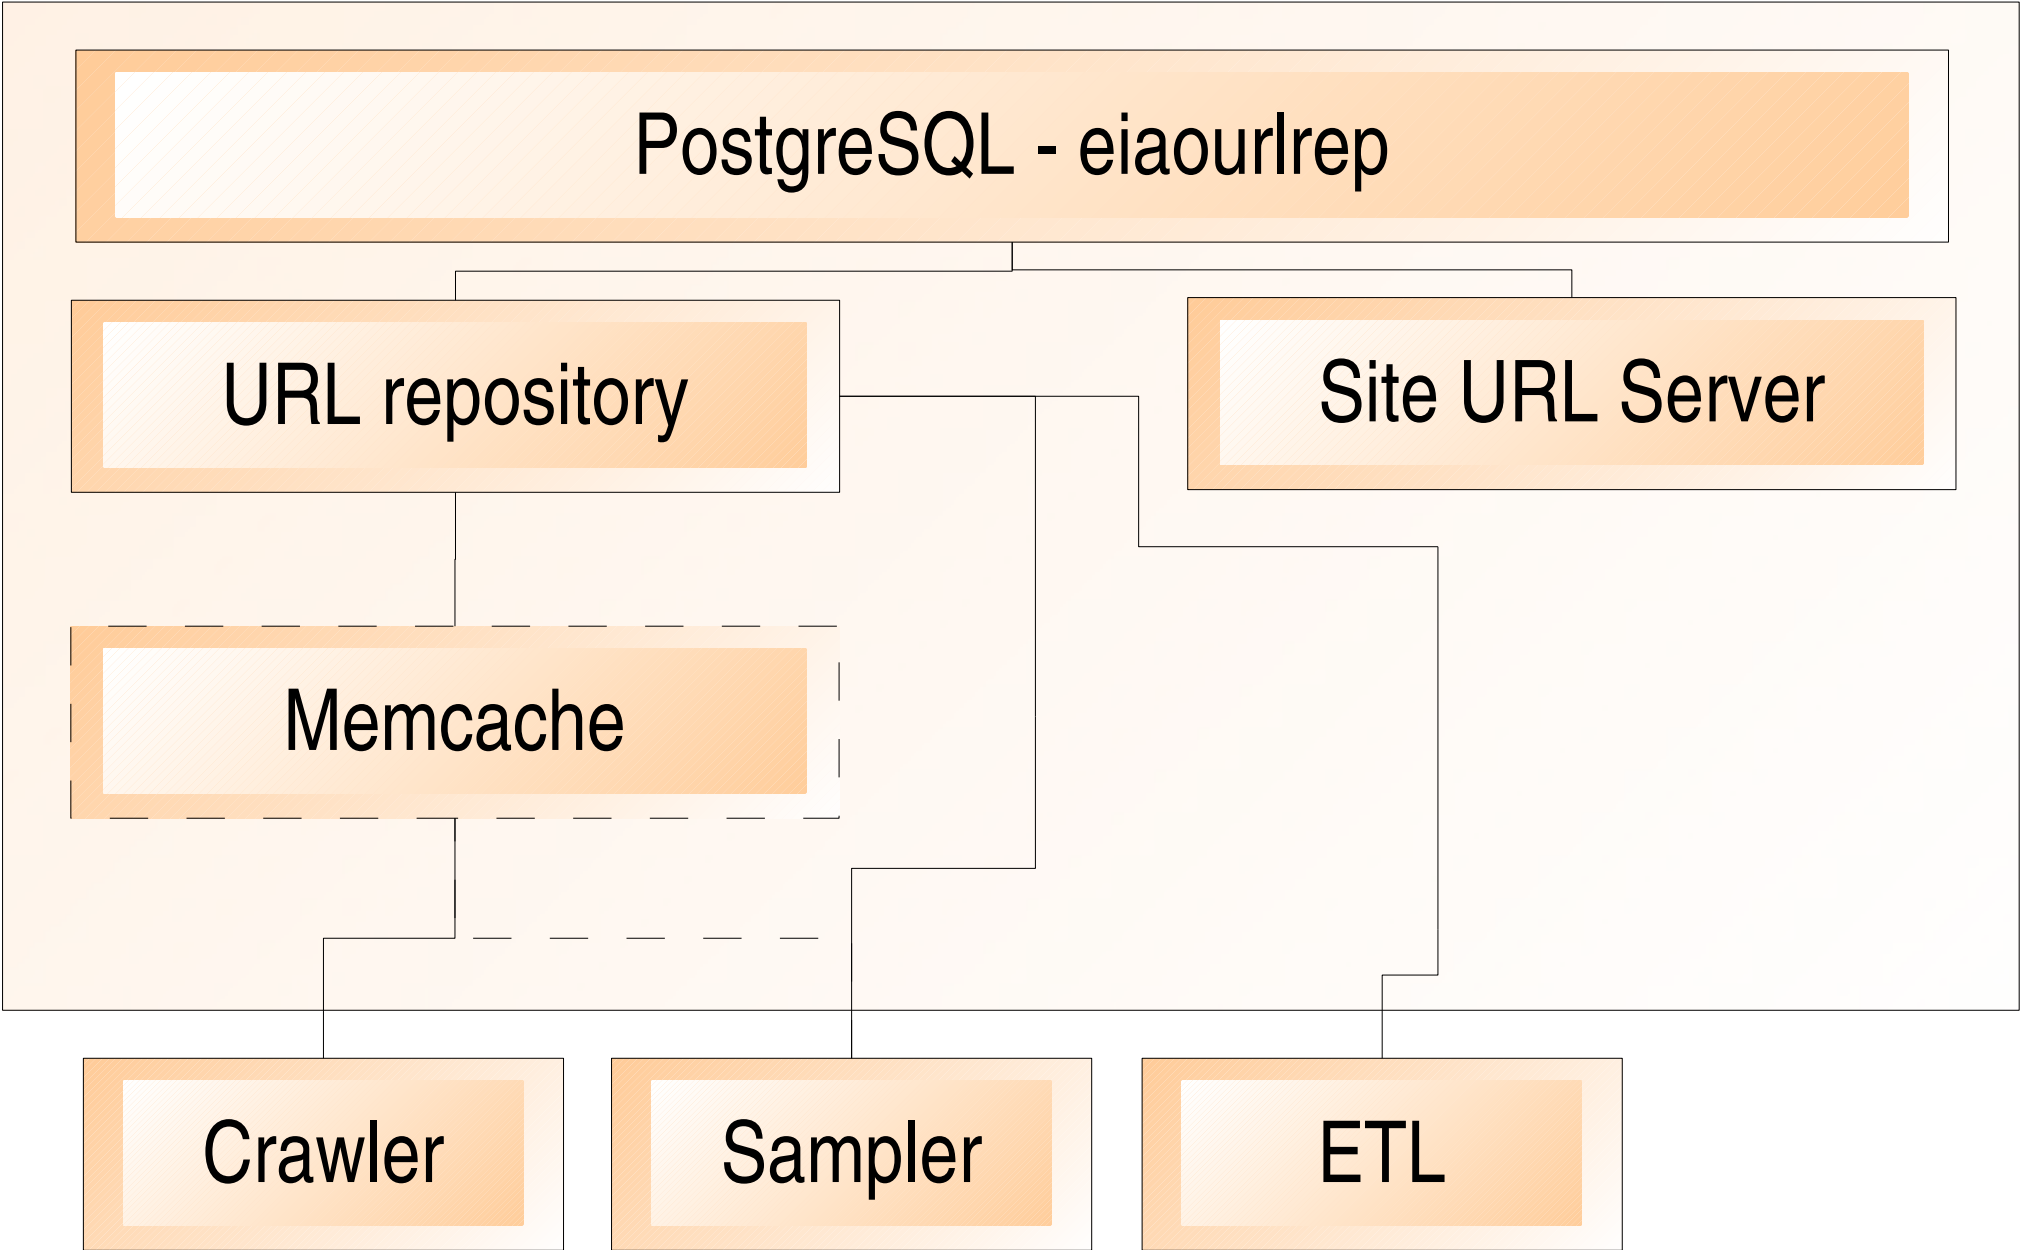 PostgreSQL - eiaourlrep
URL repository
Site URL Server
Memcache
Crawler
Sampler
ETL